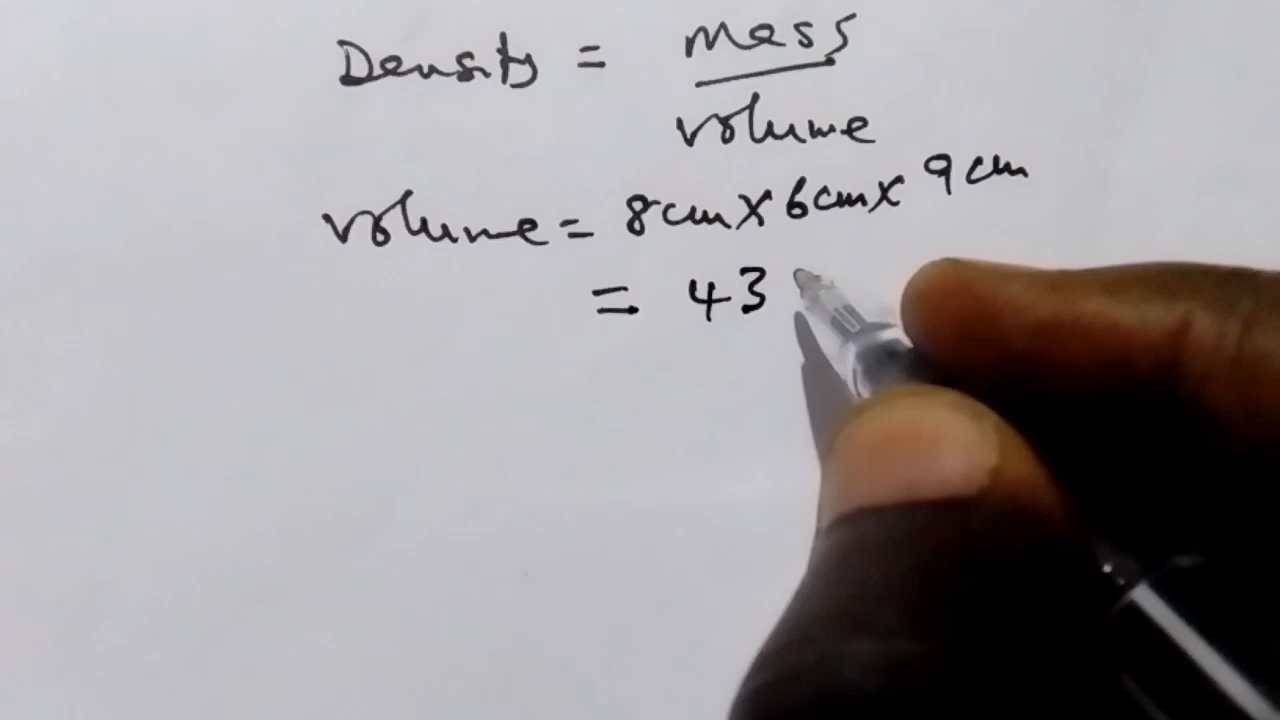 Density = mass
volume
volume = 8cm x 6cm x 9cm
= 43